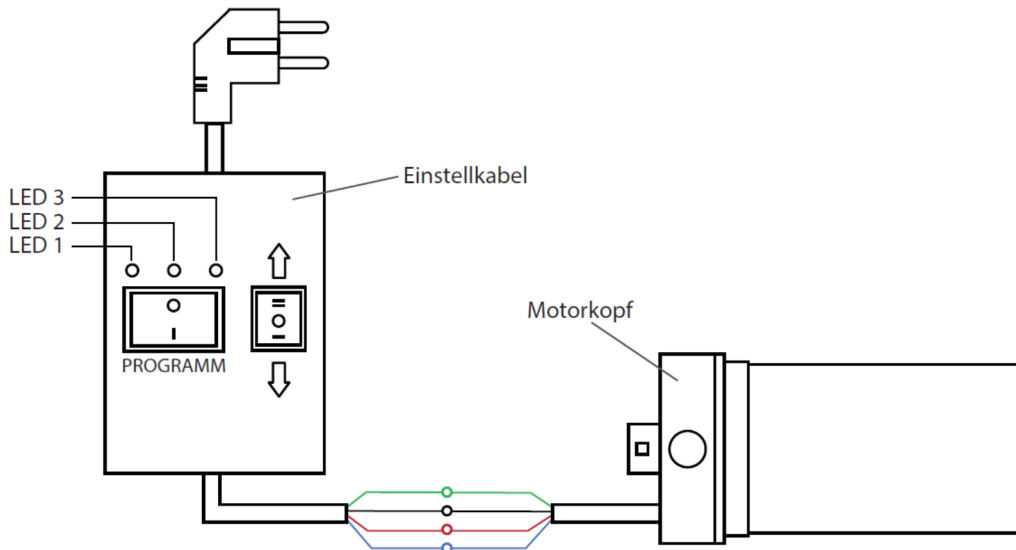 Einstellkabel
LED 3
LED 2
LED 1
Motorkopf
PROGRAMM